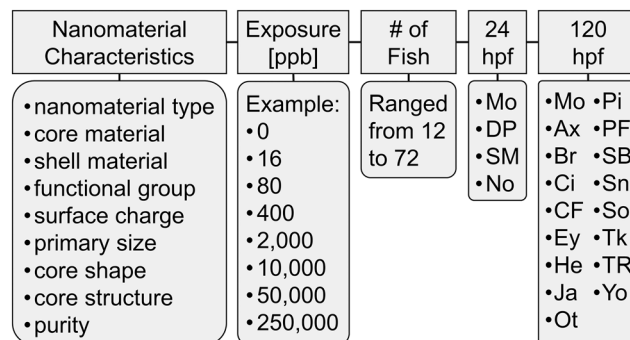 Nanomaterial
Characteristics
•nanomaterial type
•core material
•shell material
•functional group
•surface charge
•primary size
•core shape
•core structure
•purity
Exposure
[ppb]
Example:
•0
•16
•80
•400
•2,000
•10,000
•50,000
•250,000
# of
Fish
Ranged
from 12
to 72
24
hpf
•Mo
•DP
•SM
•No
120
hpf
•Mo •Pi
•Ax •PF
•Br •SB
•Ci •Sn
•CF •So
•Ey •Tk
•He •TR
•Ja •Yo
•Ot